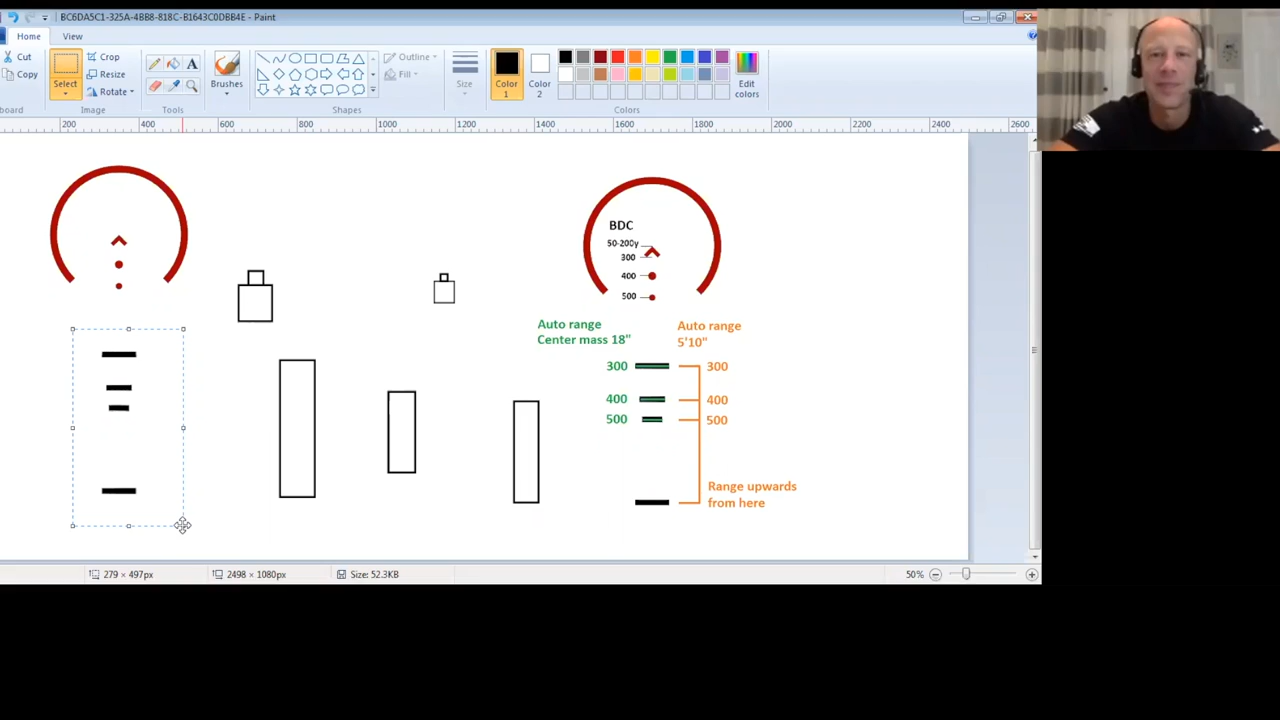 BC6DA5C1-325A-4BB8-818C-B1643C0DBB4E - Paint
Home View
Cut
Copy
Select
Crop
Resize
Rotate
A
Brushes
Outline
Fill
Size
Color 1
Color 2
Edit colors
board
Image
Tools
Shapes
Colors
200 400 600 800 1000 1200 1400 1600 1800 2000 2200 2400 2600
BDC
50-200y
300
400
500
Auto range
Center mass 18"
300
400
500
Auto range
5'10"
300
400
500
Range upwards
from here
279 × 497px
2498 × 1080px
Size: 52.3KB
50%